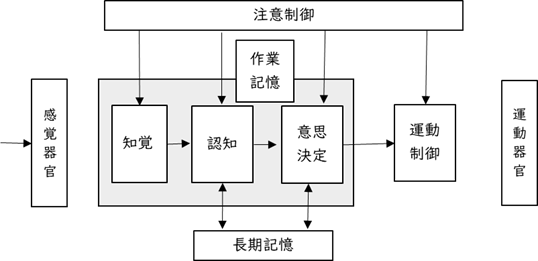 注意制御
作業
記憶
感覚器官
知覚
認知
意思
決定
運動
制御
運動器官
長期記憶